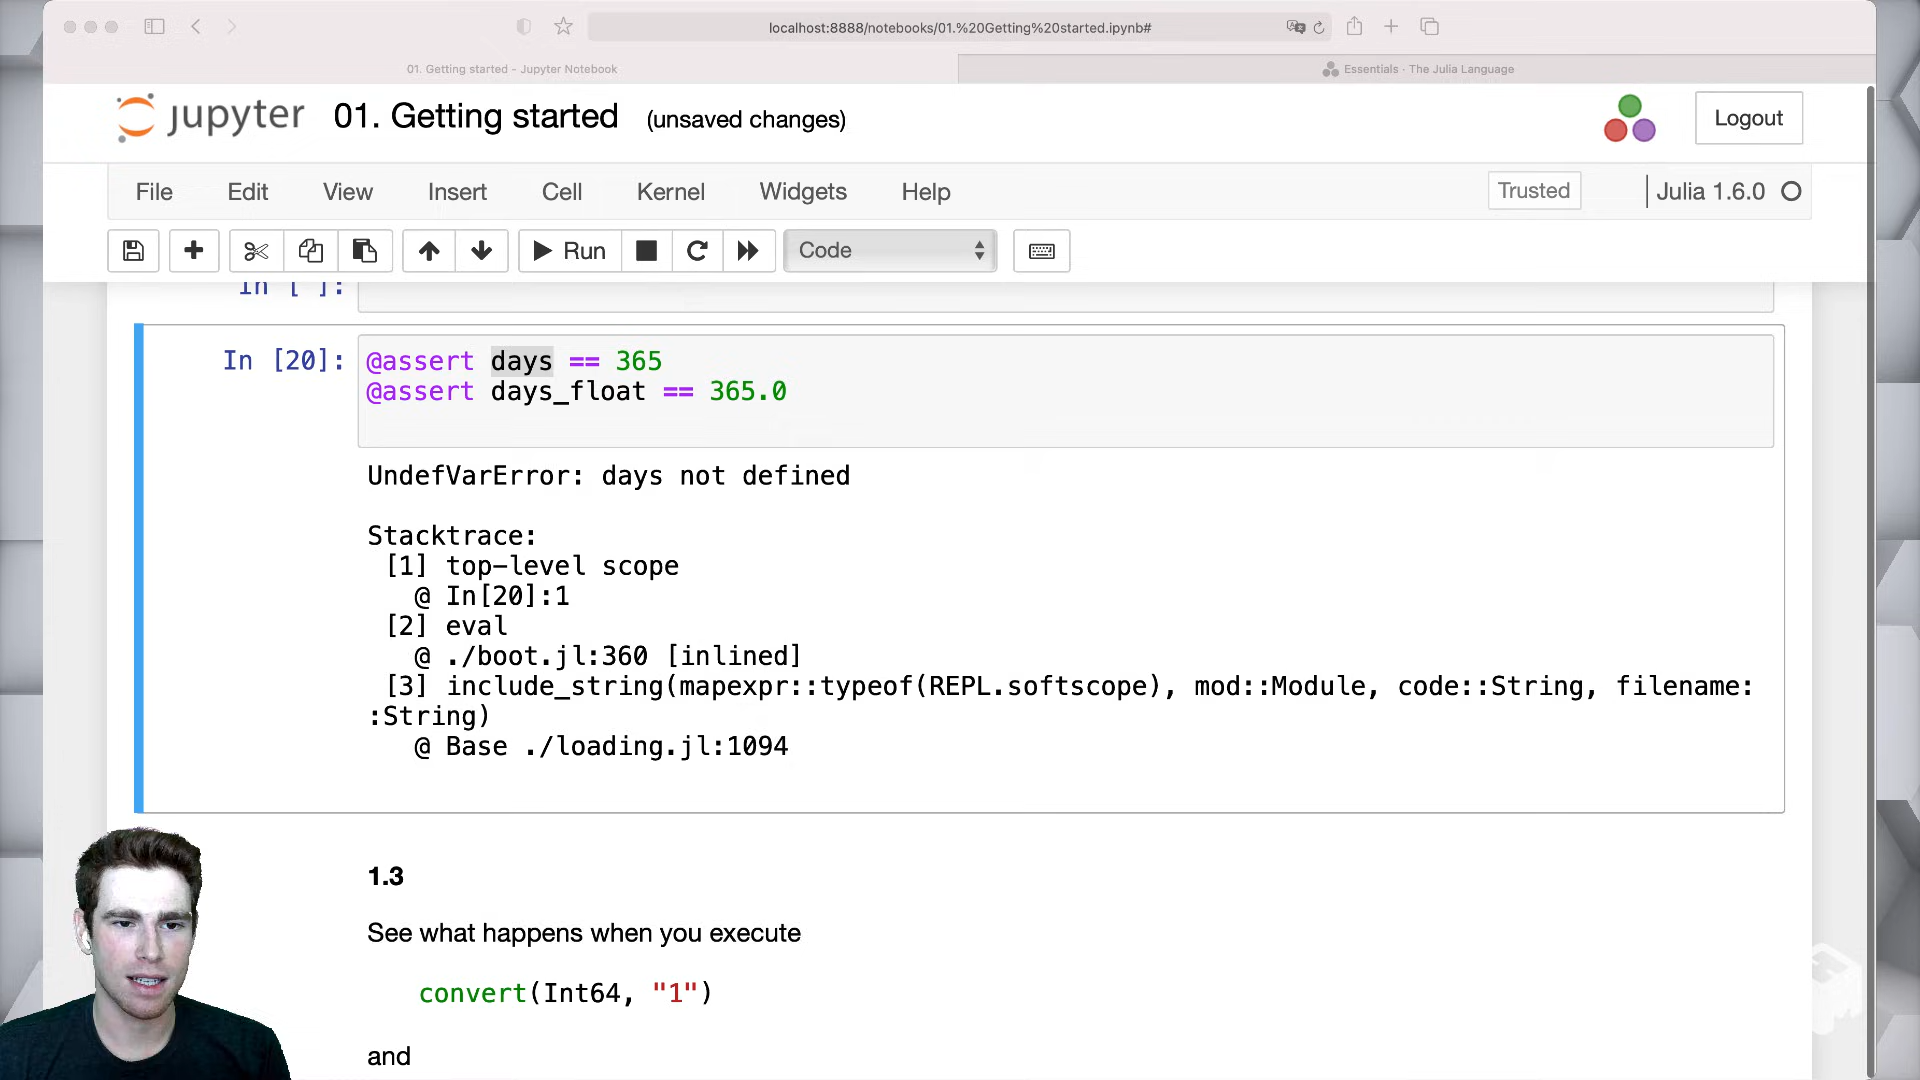 localhost:8888/notebooks/01.%20Getting%20started.ipynb#
01. Getting started - Jupyter Notebook
Essentials · The Julia Language
jupyter 01. Getting started (unsaved changes)
Logout
File Edit View Insert Cell Kernel Widgets Help
Trusted
Julia 1.6.0
Run
Code
In [ ]:
In [20]:
@assert days == 365
@assert days_float == 365.0
UndefVarError: days not defined
Stacktrace:
[1] top-level scope
@ In[20]:1
[2] eval
@ ./boot.jl:360 [inlined]
[3] include_string(mapexpr::typeof(REPL.softscope), mod::Module, code::String, filename:
:String)
@ Base ./loading.jl:1094
1.3
See what happens when you execute
convert(Int64, "1")
and